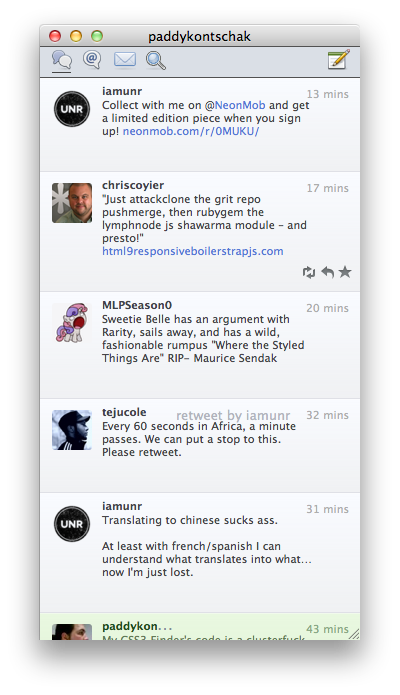 paddykontschak
iamunr 13 mins
UNR
Collect with me on @NeonMob and get
a limited edition piece when you sign
up! neonmob.com/r/0MUKU/
chriscoyier 17 mins
"Just attackclone the grit repo
pushmerge, then rubygem the
lymphnode js shawarma module – and
presto!"
html9responsiveboilerstrapjs.com
MLPSeason0 20 mins
Sweetie Belle has an argument with
Rarity, sails away, and has a wild,
fashionable rumpus "Where the Styled
Things Are" RIP– Maurice Sendak
tejucole retweet by iamunr 32 mins
Every 60 seconds in Africa, a minute
passes. We can put a stop to this.
Please retweet.
iamunr 31 mins
UNR
Translating to chinese sucks ass.
At least with french/spanish I can
understand what translates into what…
now I'm just lost.
paddykon... 43 mins
My CSS3 Finder's code is a clusterfuck